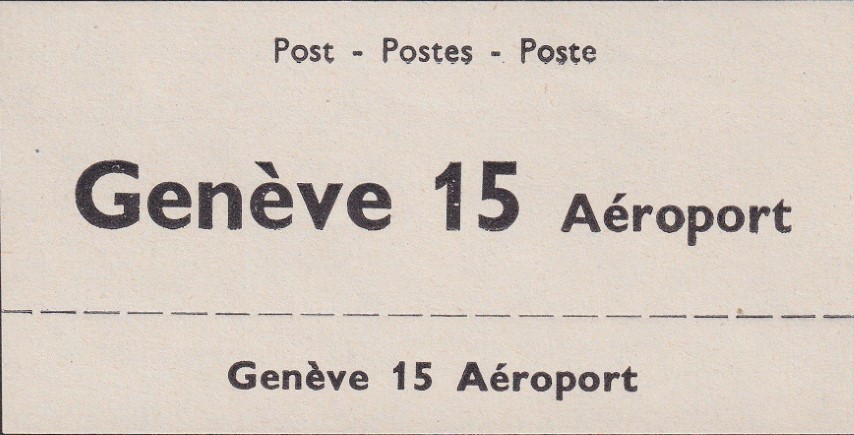 Post - Postes - Poste
Genève 15 Aéroport
Genève 15 Aéroport